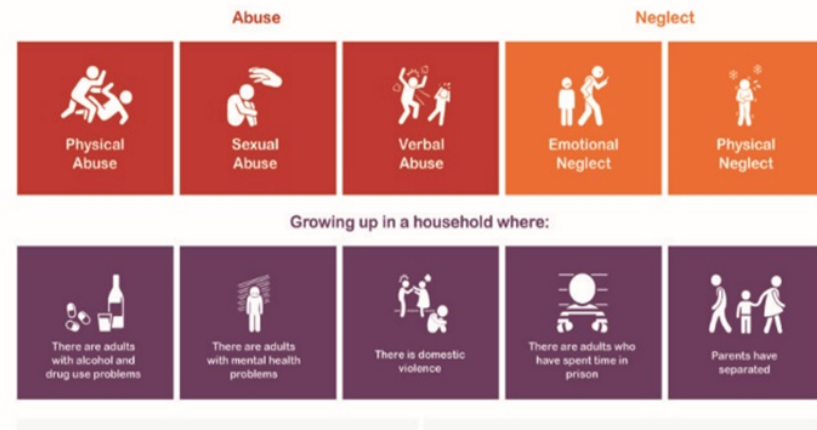 Abuse
Neglect
Physical
Abuse
Sexual
Abuse
Verbal
Abuse
Emotional
Neglect
Physical
Neglect
Growing up in a household where:
There are adults
with alcohol and
drug use problems
There are adults
with mental health
problems
There is domestic
violence
There are adults who
have spent time in
prison
Parents have
separated